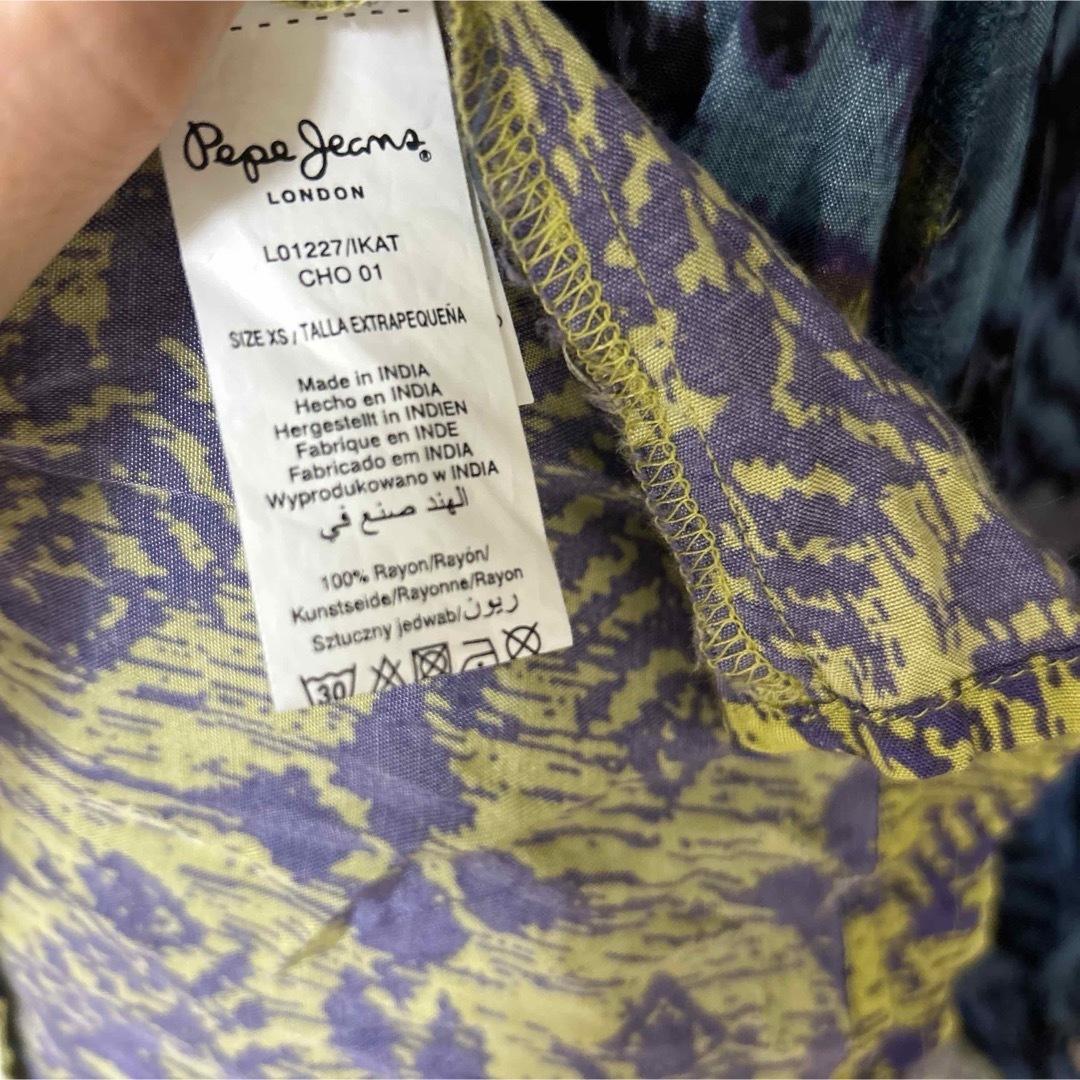 Pepe Jeans®
LONDON
L01227/IKAT
CHO 01
SIZE XS / TALLA EXTRAPEQUEÑA
Made in INDIA
Hecho en INDIA
Hergestellt in INDIEN
Fabrique en INDE
Fabricado em INDIA
Wyprodukowano w INDIA
الهند صنع في
100% Rayon/Rayón/
Kunstseide/Rayonne/Rayon
Sztuczny jedwab/ريون
30